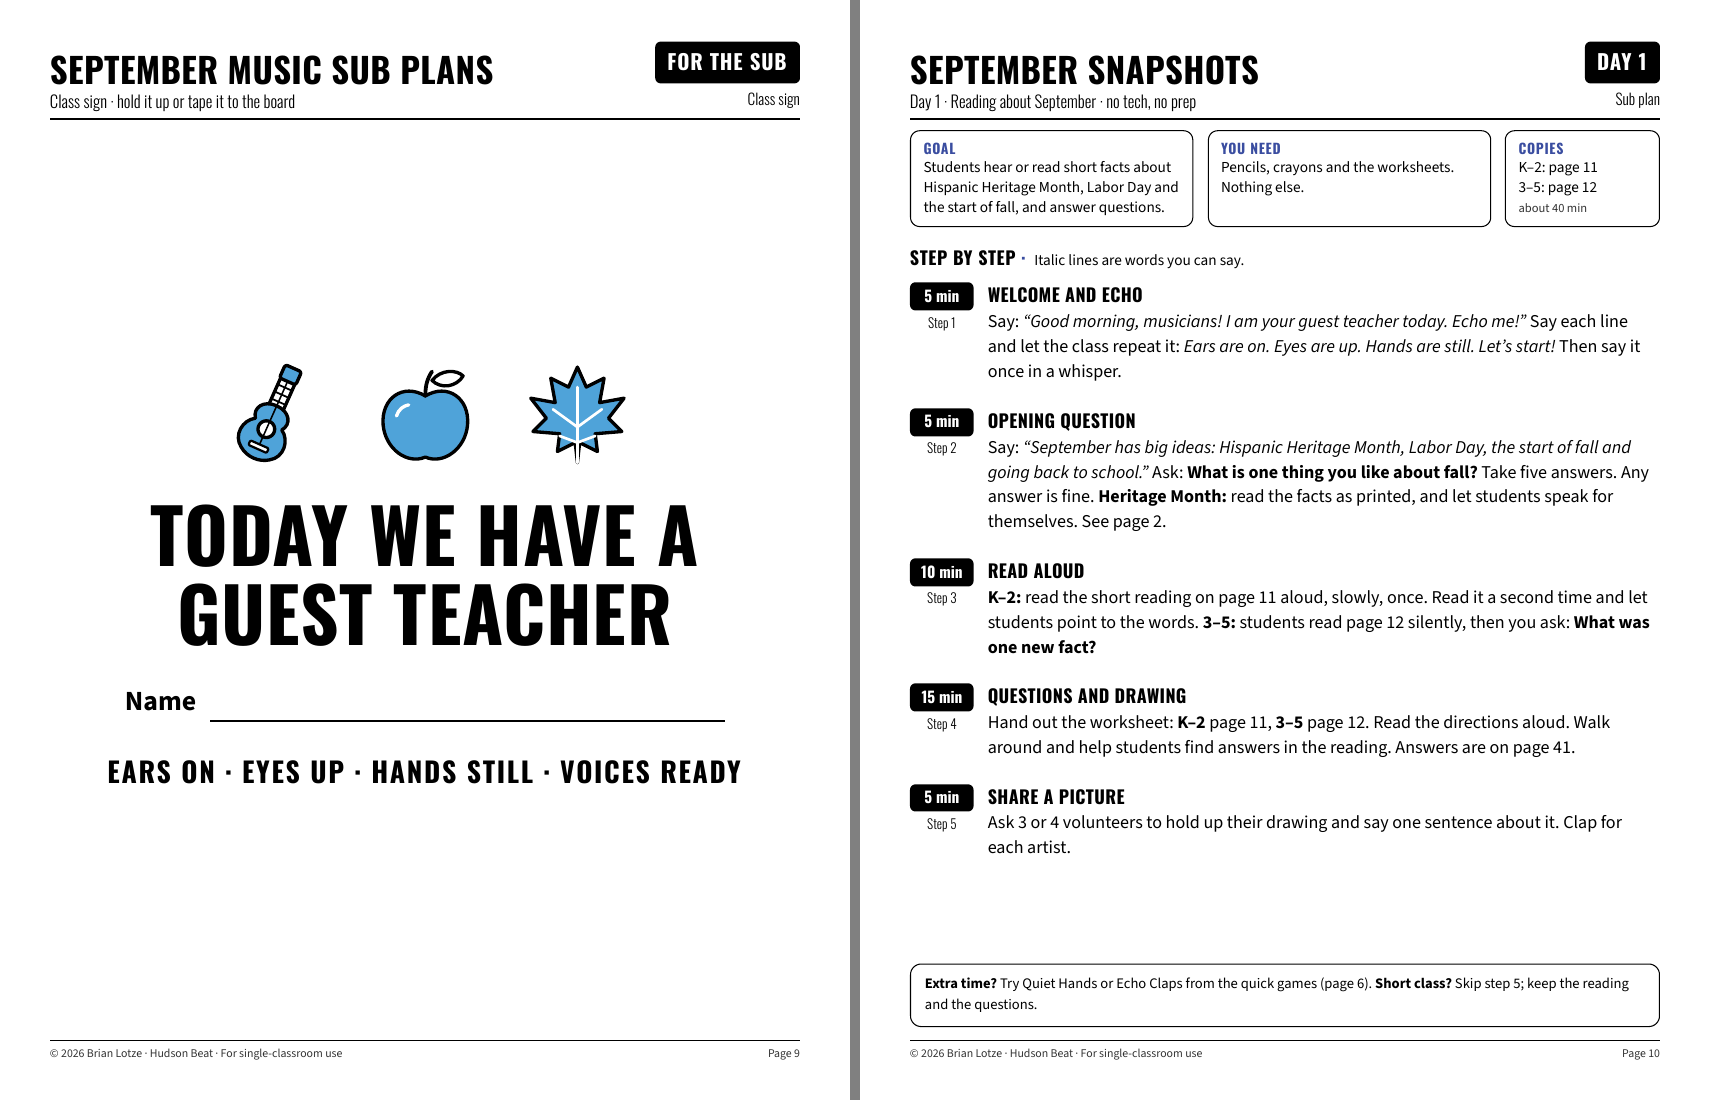 SEPTEMBER MUSIC SUB PLANS
FOR THE SUB
Class sign · hold it up or tape it to the board
Class sign
TODAY WE HAVE A
GUEST TEACHER
Name
EARS ON · EYES UP · HANDS STILL · VOICES READY
© 2026 Brian Lotze · Hudson Beat · For single-classroom use
Page 9
SEPTEMBER SNAPSHOTS
DAY 1
Day 1 · Reading about September · no tech, no prep
Sub plan
GOAL
Students hear or read short facts about
Hispanic Heritage Month, Labor Day and
the start of fall, and answer questions.
YOU NEED
Pencils, crayons and the worksheets.
Nothing else.
COPIES
K–2: page 11
3–5: page 12
about 40 min
STEP BY STEP · Italic lines are words you can say.
5 min
Step 1
WELCOME AND ECHO
Say: “Good morning, musicians! I am your guest teacher today. Echo me!” Say each line
and let the class repeat it: Ears are on. Eyes are up. Hands are still. Let’s start! Then say it
once in a whisper.
5 min
Step 2
OPENING QUESTION
Say: “September has big ideas: Hispanic Heritage Month, Labor Day, the start of fall and
going back to school.” Ask: What is one thing you like about fall? Take five answers. Any
answer is fine. Heritage Month: read the facts as printed, and let students speak for
themselves. See page 2.
10 min
Step 3
READ ALOUD
K–2: read the short reading on page 11 aloud, slowly, once. Read it a second time and let
students point to the words. 3–5: students read page 12 silently, then you ask: What was
one new fact?
15 min
Step 4
QUESTIONS AND DRAWING
Hand out the worksheet: K–2 page 11, 3–5 page 12. Read the directions aloud. Walk
around and help students find answers in the reading. Answers are on page 41.
5 min
Step 5
SHARE A PICTURE
Ask 3 or 4 volunteers to hold up their drawing and say one sentence about it. Clap for
each artist.
Extra time? Try Quiet Hands or Echo Claps from the quick games (page 6). Short class? Skip step 5; keep the reading
and the questions.
© 2026 Brian Lotze · Hudson Beat · For single-classroom use
Page 10